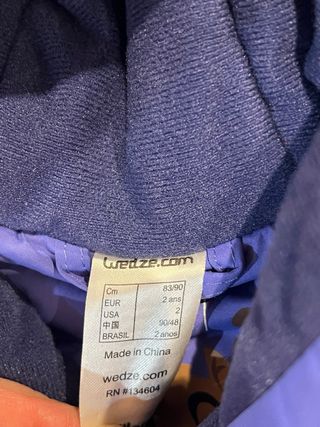 wedze.com
Cm 83/90
EUR 2 ans
USA 2
中国 90/48
BRASIL 2 anos
Made in China
wedze.com
RN #134604